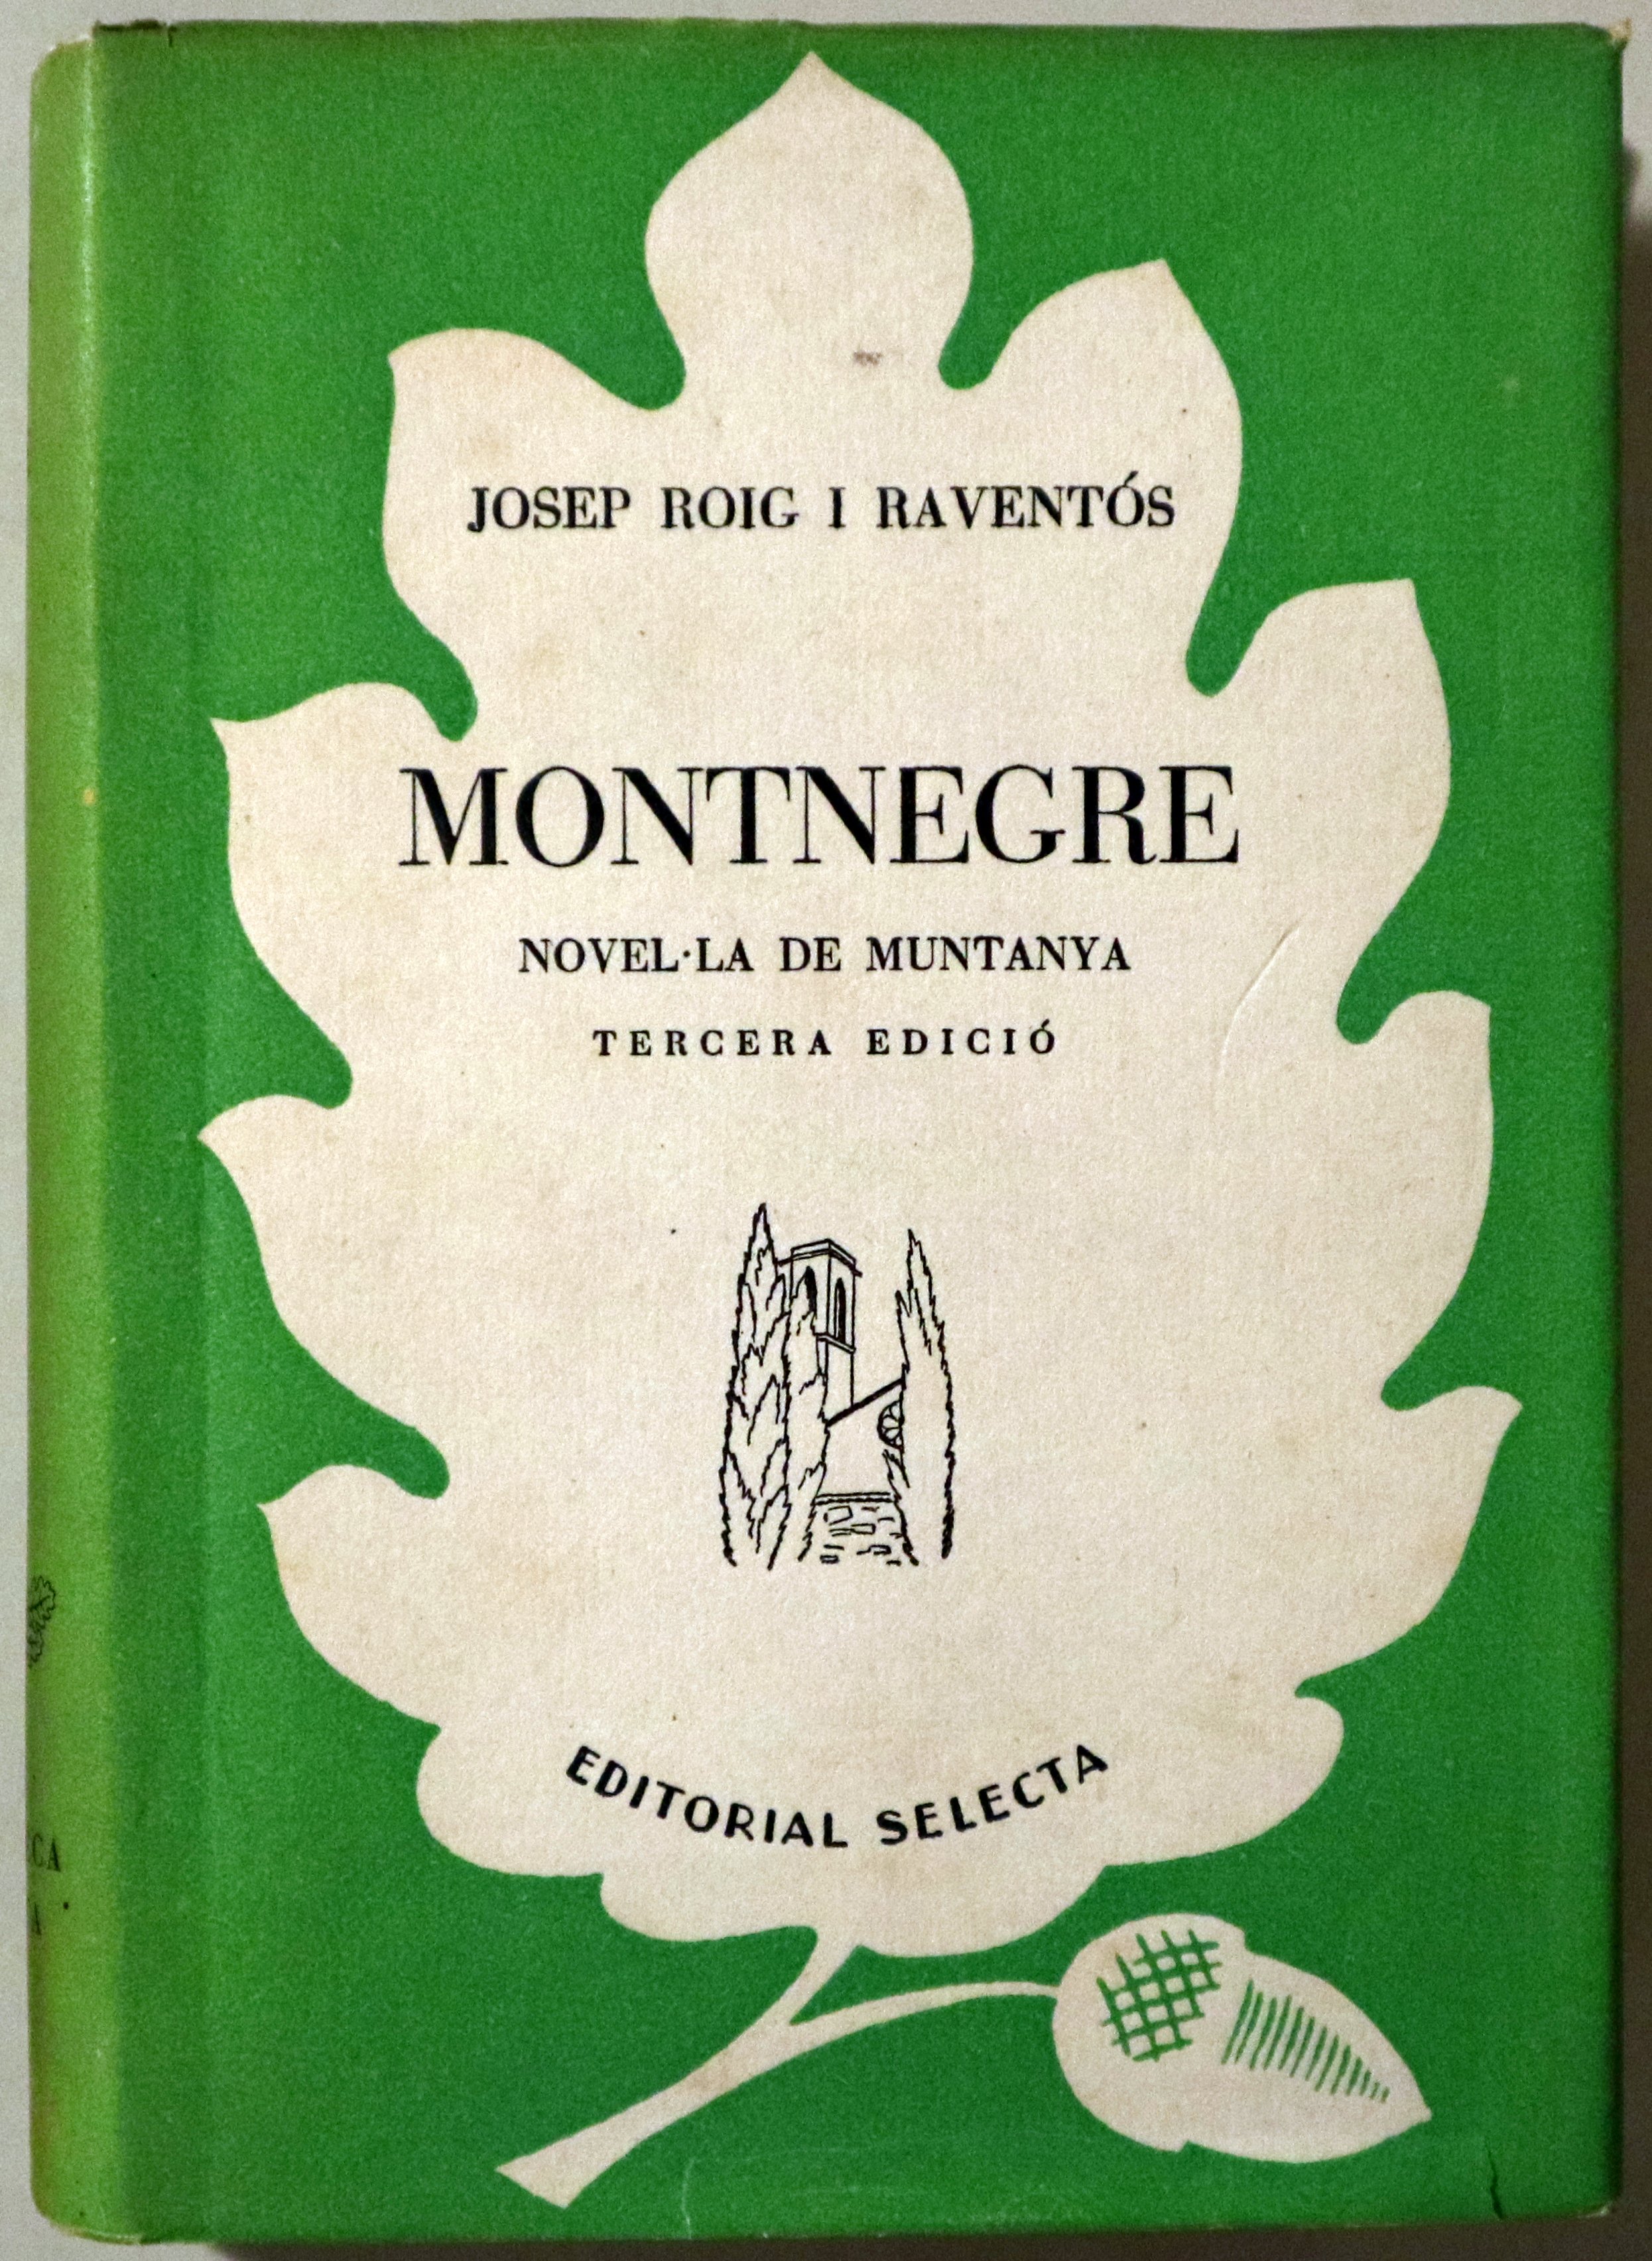 JOSEP ROIG I RAVENTÓS
MONTNEGRE
NOVEL·LA DE MUNTANYA
TERCERA EDICIÓ
EDITORIAL SELECTA